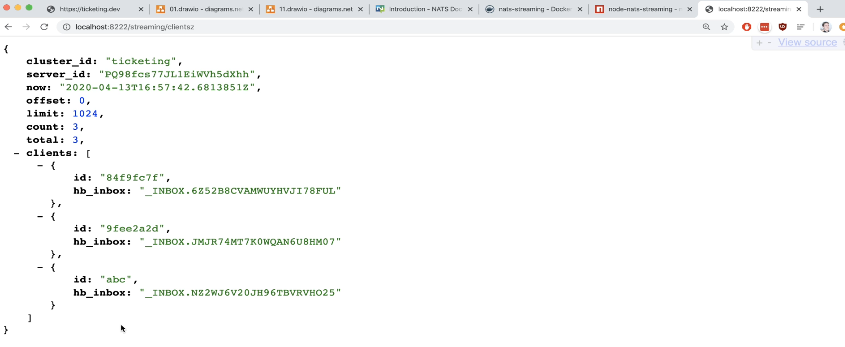 https://ticketing.dev
01.drawio - diagrams.ne
11.drawio - diagrams.net
Introduction - NATS Doc
nats-streaming - Docke
node-nats-streaming - n
localhost:8222/streamin
localhost:8222/streaming/clientsz
+ - View source
{
cluster_id: "ticketing",
server_id: "PQ98fcs77JL1EiWVh5dXhh",
now: "2020-04-13T16:57:42.6813851Z",
offset: 0,
limit: 1024,
count: 3,
total: 3,
- clients: [
- {
id: "84f9fc7f",
hb_inbox: "_INBOX.6Z52B8CVAMWUYHVJI78FUL"
},
- {
id: "9fee2a2d",
hb_inbox: "_INBOX.JMJR74MT7K0WQAN6U8HM07"
},
- {
id: "abc",
hb_inbox: "_INBOX.NZ2WJ6V20JH96TBVRVHO25"
}
]
}